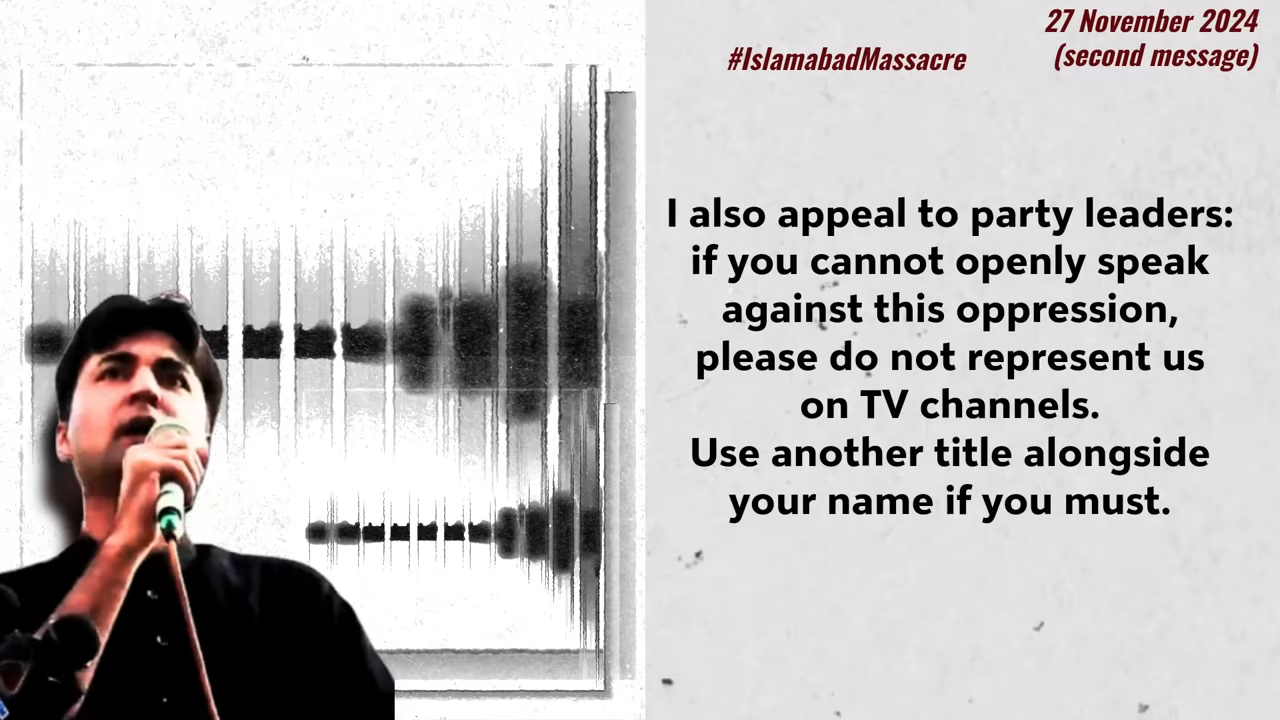 #IslamabadMassacre
27 November 2024
(second message)
I also appeal to party leaders:
if you cannot openly speak
against this oppression,
please do not represent us
on TV channels.
Use another title alongside
your name if you must.